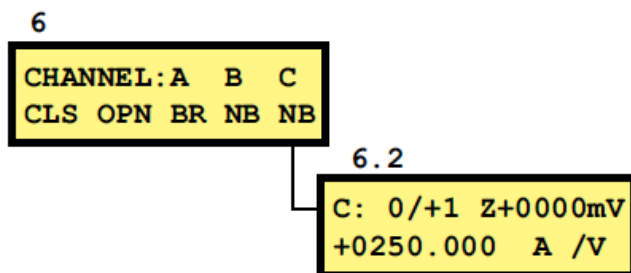 6
CHANNEL:A B C
CLS OPN BR NB NB
6.2
C: 0/+1 Z+0000mV
+0250.000 A /V